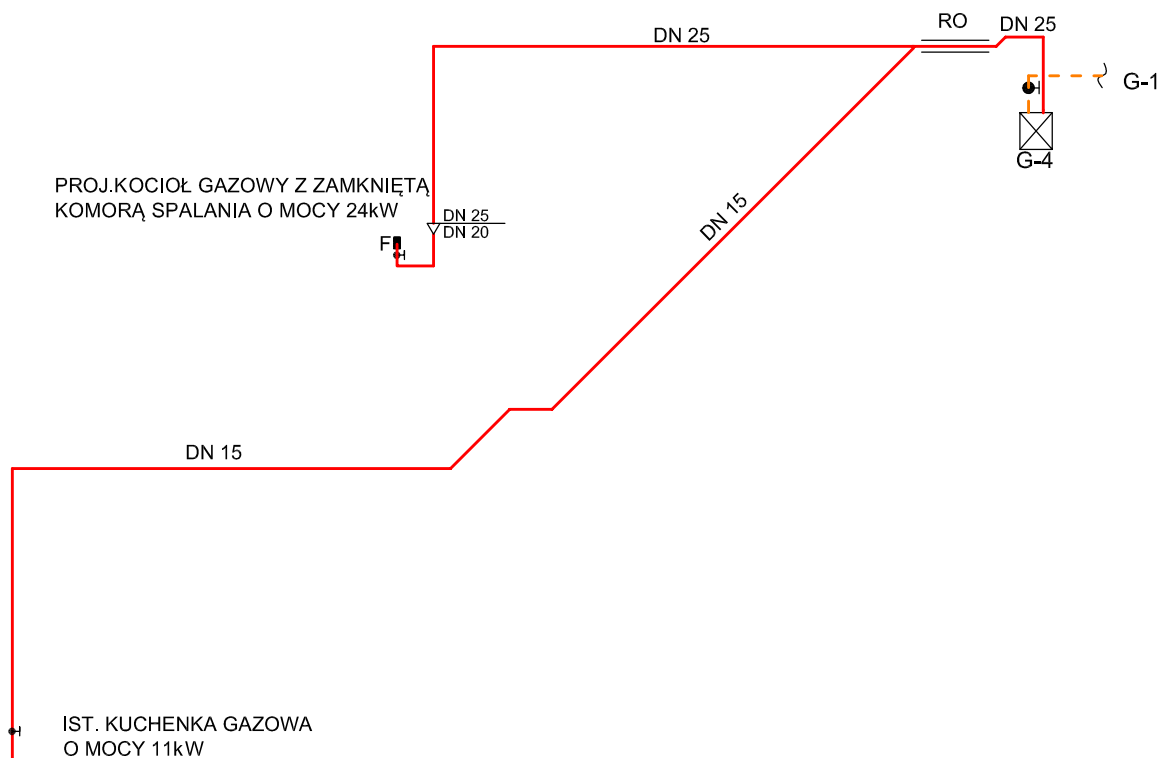 RO
DN 25
DN 25
G-1
G-4
PROJ.KOCIOŁ GAZOWY Z ZAMKNIĘTĄ
KOMORĄ SPALANIA O MOCY 24kW
DN 25
DN 20
F
DN 15
DN 15
IST. KUCHENKA GAZOWA
O MOCY 11kW